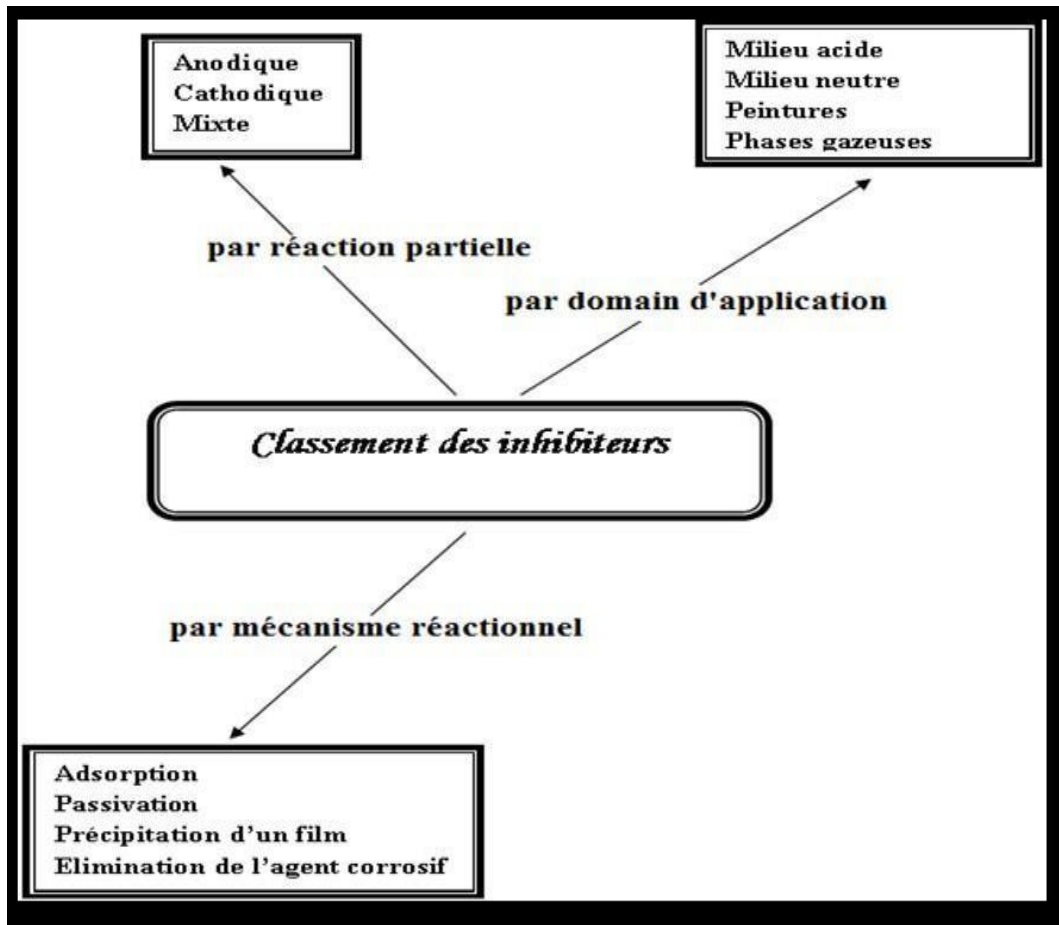 Anodique
Cathodique
Mixte
Milieu acide
Milieu neutre
Peintures
Phases gazeuses
par réaction partielle
par domain d'application
Classement des inhibiteurs
par mécanisme réactionnel
Adsorption
Passivation
Précipitation d’un film
Elimination de l’agent corrosif